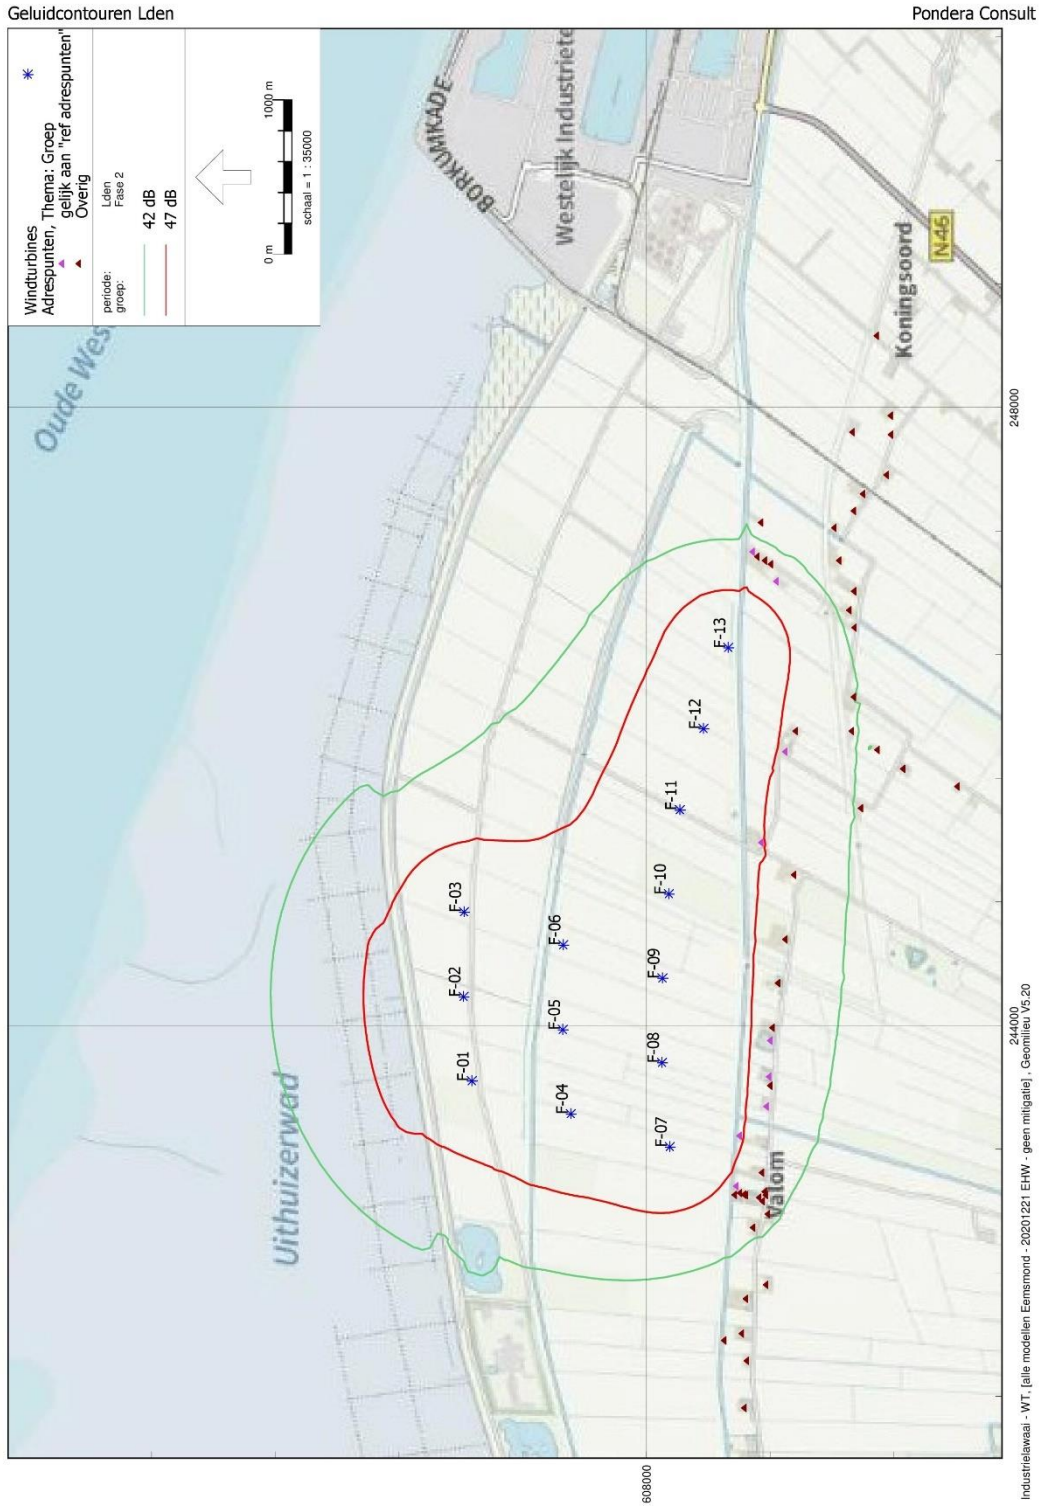 Geluidcontouren Lden
Pondera Consult
Windturbines
Adrespunten, Thema: Groep
gelijk aan "ref adrespunten"
Overig
periode: Lden
groep: Fase 2
42 dB
47 dB
0 m 1000 m
schaal = 1 : 35000
Oude Wes
BORKUMKADE
Westelijk Industriete
Uithuizerwad
Koningsoord
N46
Valom
F-01
F-02
F-03
F-04
F-05
F-06
F-07
F-08
F-09
F-10
F-11
F-12
F-13
608000
244000
248000
Industrielawaai - WT, [alle modellen Eemsmond - 20201221 EHW - geen mitigatie] , Geomilieu V5.20